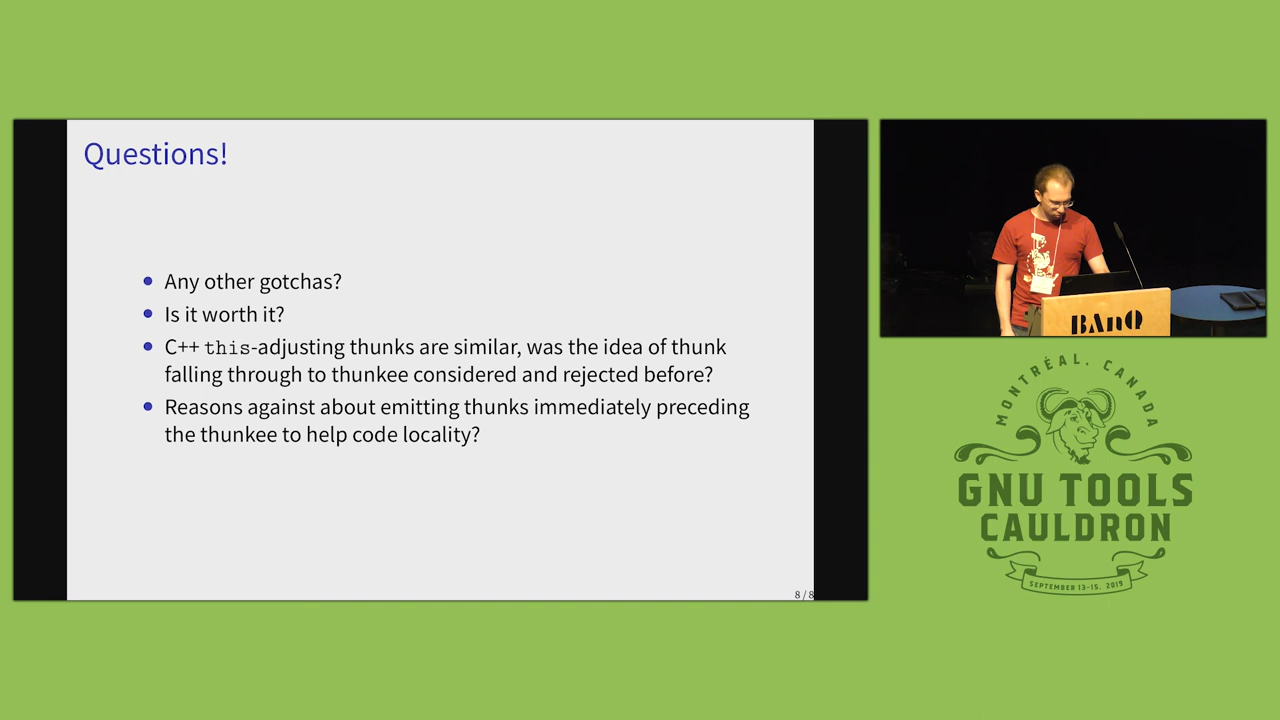 Questions!
Any other gotchas?
Is it worth it?
C++ this-adjusting thunks are similar, was the idea of thunk
falling through to thunkee considered and rejected before?
Reasons against about emitting thunks immediately preceding
the thunkee to help code locality?
8 / 8
BAnQ
MONTRÉAL, CANADA
GNU TOOLS
CAULDRON
SEPTEMBER 13-15, 2019